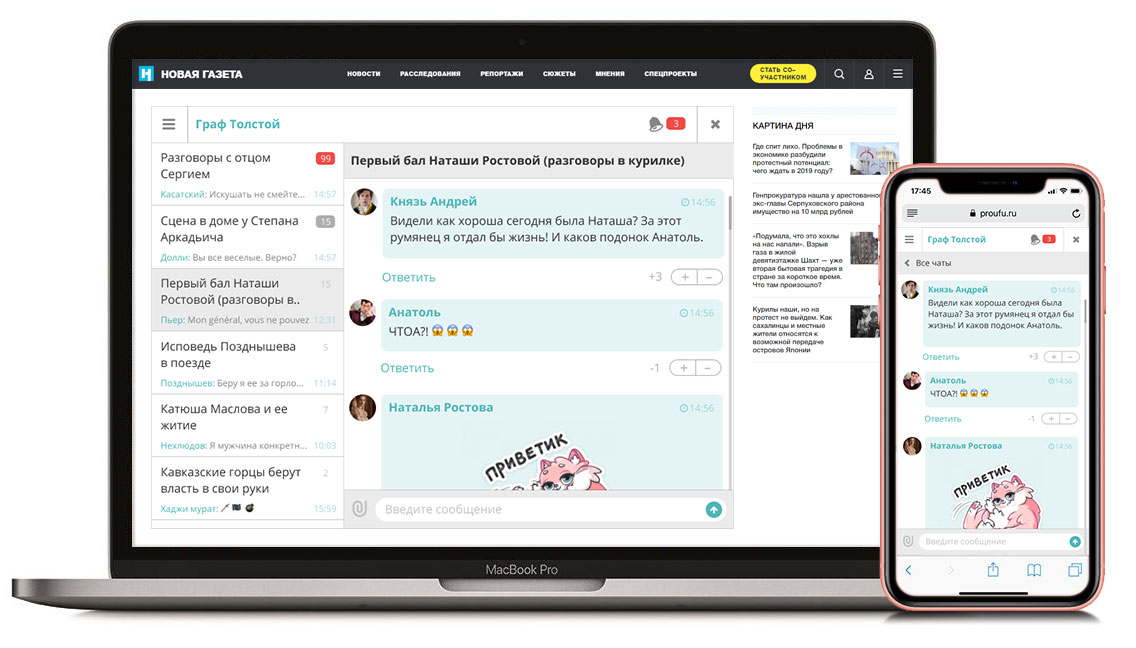 НОВАЯ ГАЗЕТА
НОВОСТИ РАССЛЕДОВАНИЯ РЕПОРТАЖИ СЮЖЕТЫ МНЕНИЯ СПЕЦПРОЕКТЫ
СТАТЬ СО-
УЧАСТНИКОМ
Граф Толстой
3
Разговоры с отцом
Сергием
99
Касатский: Искушать не смейте...
14:57
Сцена в доме у Степана
Аркадьича
15
Долли: Вы все веселые. Верно?
14:57
Первый бал Наташи
Ростовой (разговоры в..
15
Пьер: Mon général, vous ne pouvez
12:31
Исповедь Позднышева
в поезде
5
Позднышев: Беру я ее за горло...
11:14
Катюша Маслова и ее
житие
7
Нехлюдов: Я мужчина конкретн...
10:03
Кавказские горцы берут
власть в свои руки
2
Хаджи мурат: 🗡🏴💣
15:59
Первый бал Наташи Ростовой (разговоры в курилке)
Князь Андрей
14:56
Видели как хороша сегодня была Наташа? За этот
румянец я отдал бы жизнь! И каков подонок Анатоль.
Ответить
+3
+ −
Анатоль
14:56
ЧТОА?! 😱 😱 😱
Ответить
-1
+ −
Наталья Ростова
14:56
ПРИВЕТИК
Введите сообщение
КАРТИНА ДНЯ
Где спит лихо. Проблемы в
экономике разбудили
протестный потенциал:
чего ждать в 2019 году?
Генпрокуратура нашла у арестованно
экс-главы Серпуховского района
имущество на 10 млрд рублей
«Подумала, что это хохлы
на нас напали». Взрыв
газа в жилой
девятиэтажке Шахт — уже
вторая бытовая трагедия в
стране за короткое время.
Что там произошло?
Курилы наши, но на
протест не выйдем. Как
сахалинцы и местные
жители относятся к
возможной передаче
островов Японии
MacBook Pro
17:45
proufu.ru
Граф Толстой
3
Все чаты
Князь Андрей
14:56
Видели как хороша сегодня была
Наташа? За этот румянец я отдал бы
жизнь! И каков подонок Анатоль.
Ответить
+3
+ −
Анатоль
14:56
ЧТОА?! 😱 😱 😱
Ответить
-1
+ −
Наталья Ростова
14:56
ПРИВЕТИК
Введите сообщение